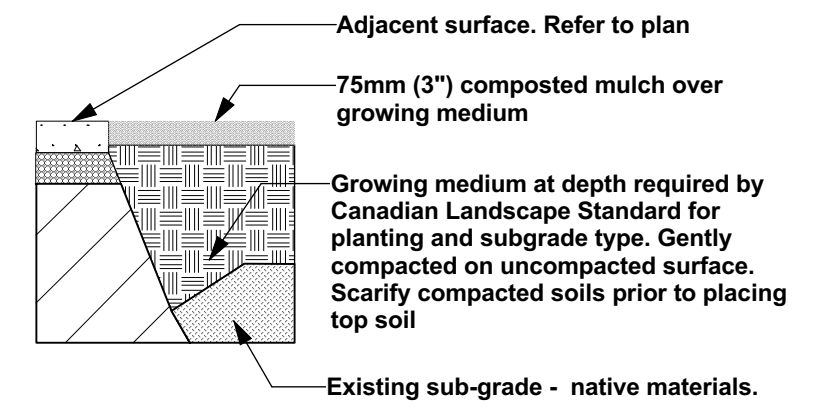 Adjacent surface. Refer to plan
75mm (3") composted mulch over
growing medium
Growing medium at depth required by
Canadian Landscape Standard for
planting and subgrade type. Gently
compacted on uncompacted surface.
Scarify compacted soils prior to placing
top soil
Existing sub-grade - native materials.